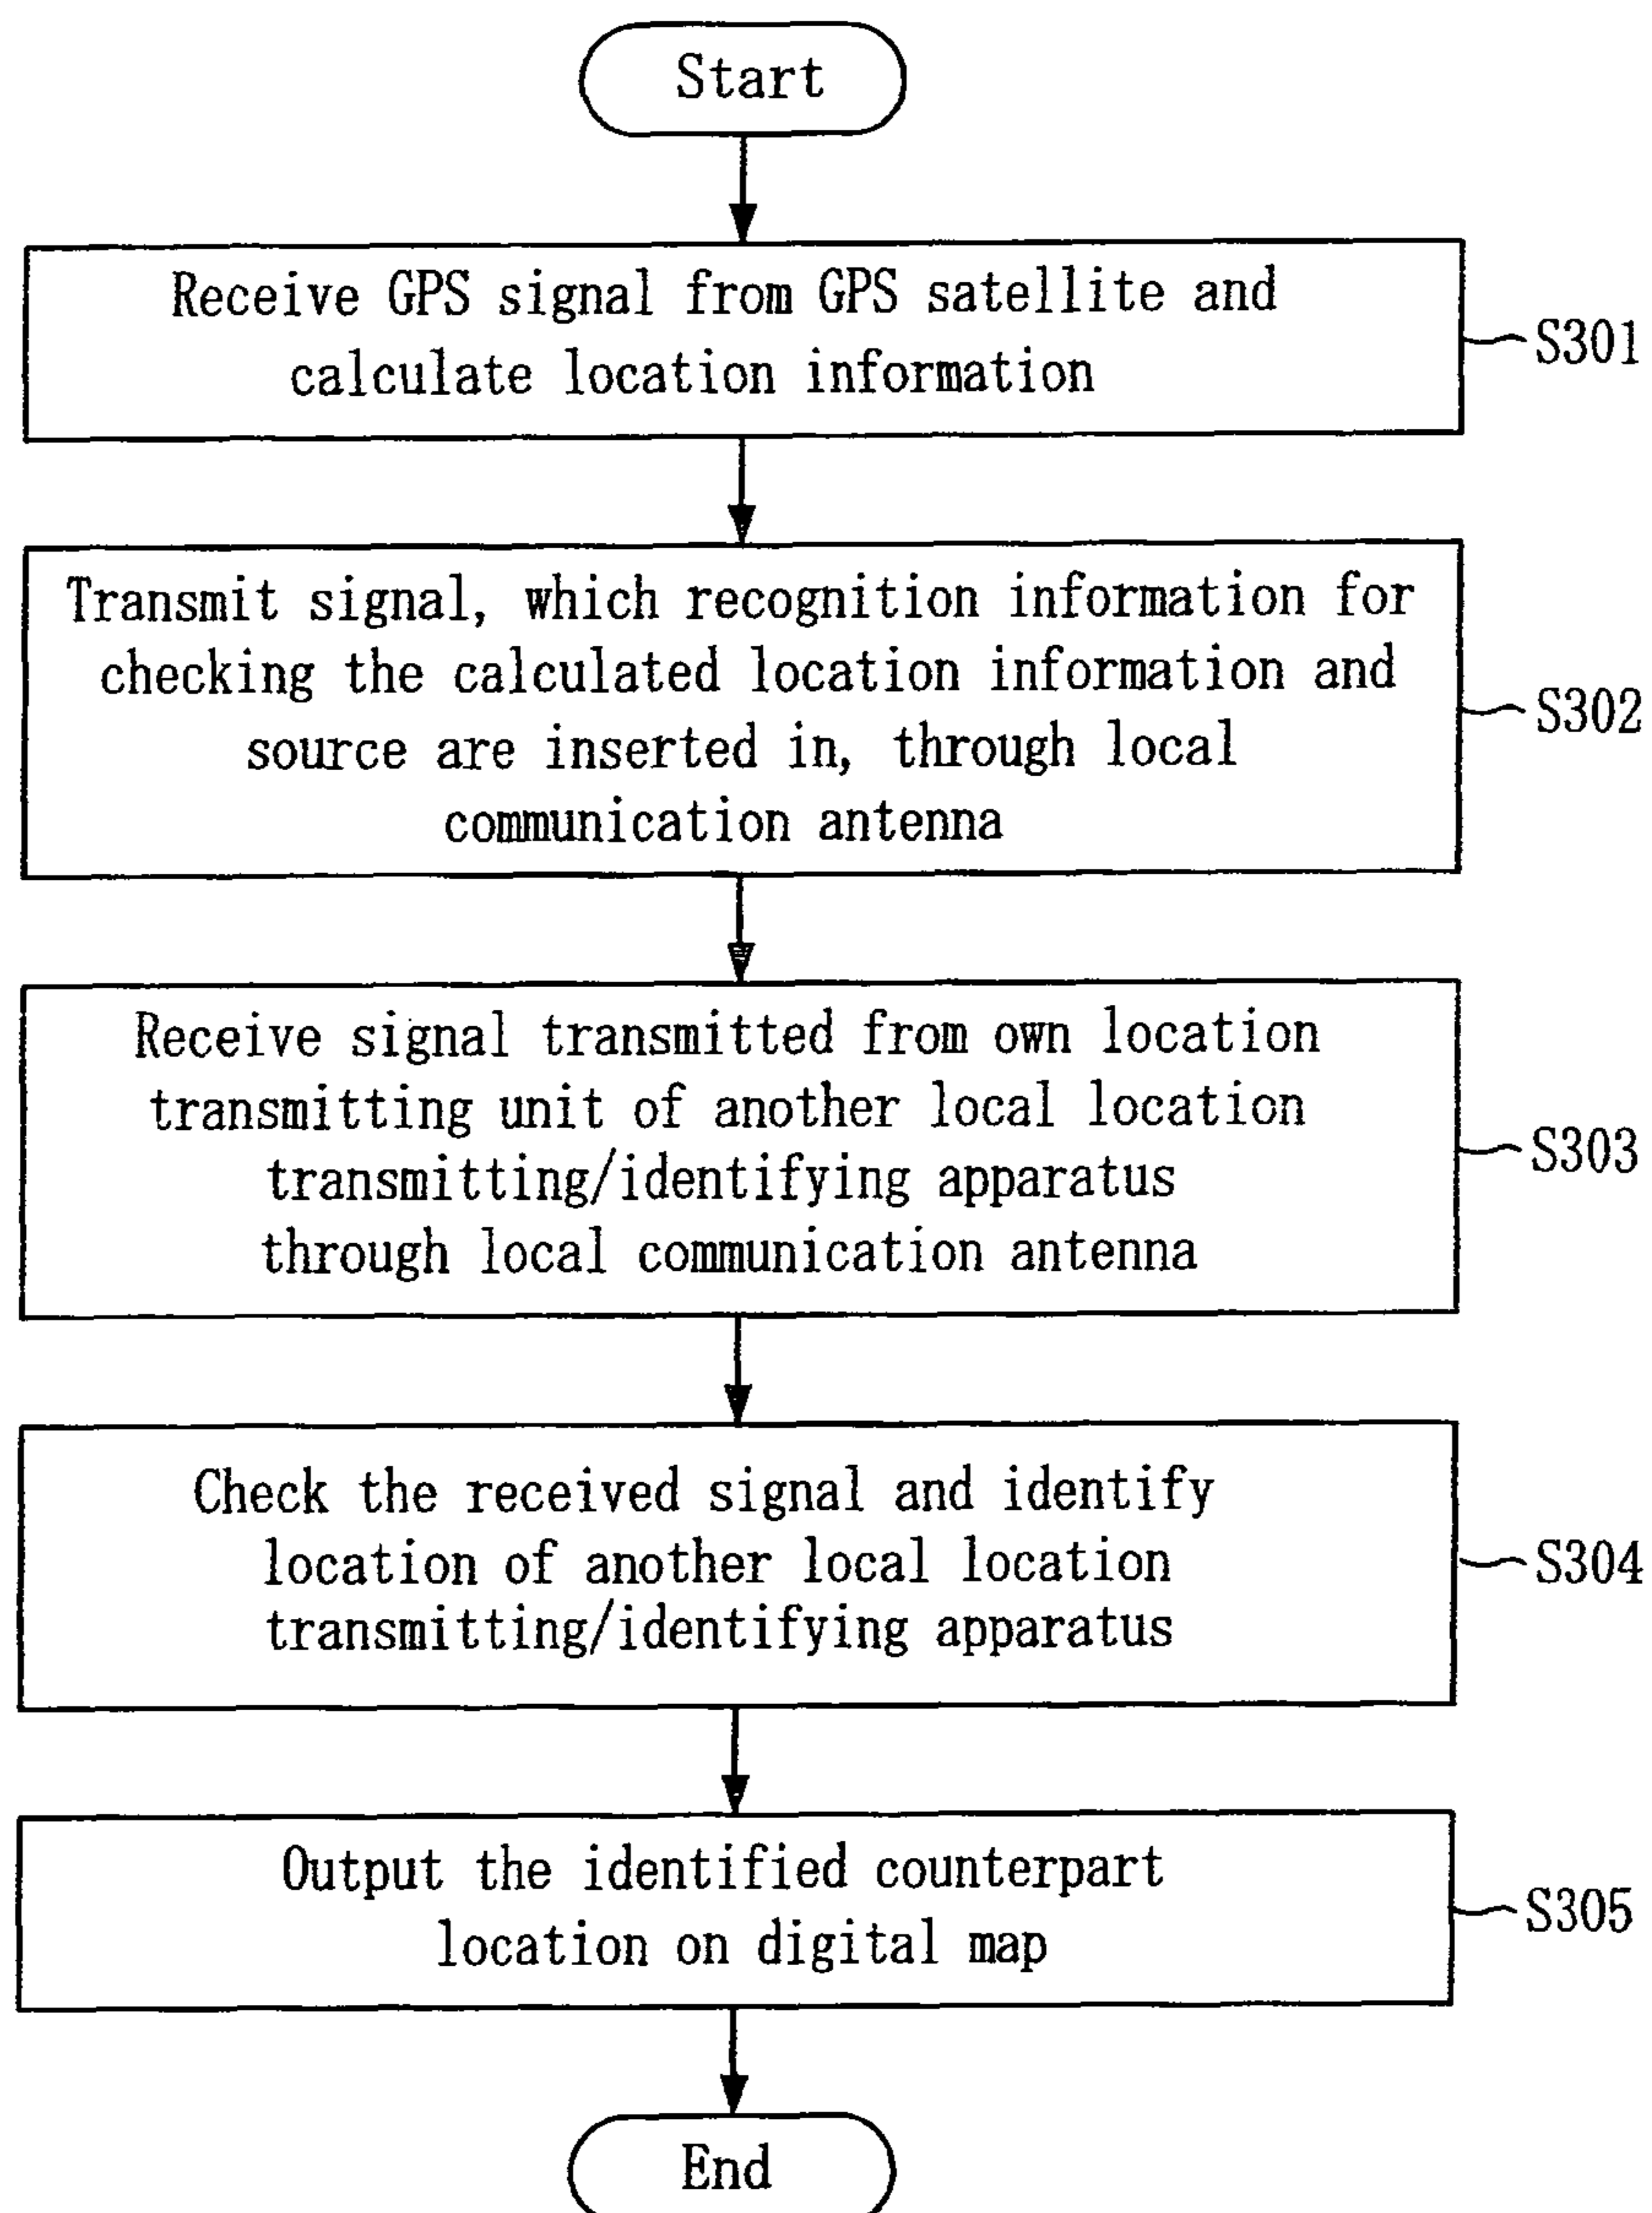 Start
Receive GPS signal from GPS satellite and
calculate location information
S301
Transmit signal, which recognition information for
checking the calculated location information and
source are inserted in, through local
communication antenna
S302
Receive signal transmitted from own location
transmitting unit of another local location
transmitting/identifying apparatus
through local communication antenna
S303
Check the received signal and identify
location of another local location
transmitting/identifying apparatus
S304
Output the identified counterpart
location on digital map
S305
End